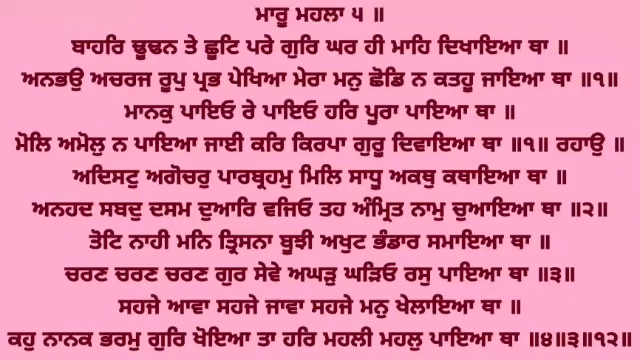 ਮਾਰੂ ਮਹਲਾ ੫ ॥
ਬਾਹਰਿ ਢੂਢਨ ਤੇ ਛੂਟਿ ਪਰੇ ਗੁਰਿ ਘਰ ਹੀ ਮਾਹਿ ਦਿਖਾਇਆ ਥਾ ॥
ਅਨਭਉ ਅਚਰਜ ਰੂਪੁ ਪ੍ਰਭ ਪੇਖਿਆ ਮੇਰਾ ਮਨੁ ਛੋਡਿ ਨ ਕਤਹੂ ਜਾਇਆ ਥਾ ॥੧॥
ਮਾਨਕੁ ਪਾਇਓ ਰੇ ਪਾਇਓ ਹਰਿ ਪੂਰਾ ਪਾਇਆ ਥਾ ॥
ਮੋਲਿ ਅਮੋਲੁ ਨ ਪਾਇਆ ਜਾਈ ਕਰਿ ਕਿਰਪਾ ਗੁਰੂ ਦਿਵਾਇਆ ਥਾ ॥੧॥ ਰਹਾਉ ॥
ਅਦਿਸਟੁ ਅਗੋਚਰੁ ਪਾਰਬ੍ਰਹਮੁ ਮਿਲਿ ਸਾਧੂ ਅਕਥੁ ਕਥਾਇਆ ਥਾ ॥
ਅਨਹਦ ਸਬਦੁ ਦਸਮ ਦੁਆਰਿ ਵਜਿਓ ਤਹ ਅੰਮ੍ਰਿਤ ਨਾਮੁ ਚੁਆਇਆ ਥਾ ॥੨॥
ਤੋਟਿ ਨਾਹੀ ਮਨਿ ਤ੍ਰਿਸਨਾ ਬੂਝੀ ਅਖੁਟ ਭੰਡਾਰ ਸਮਾਇਆ ਥਾ ॥
ਚਰਣ ਚਰਣ ਚਰਣ ਗੁਰ ਸੇਵੇ ਅਘੜੁ ਘੜਿਓ ਰਸੁ ਪਾਇਆ ਥਾ ॥੩॥
ਸਹਜੇ ਆਵਾ ਸਹਜੇ ਜਾਵਾ ਸਹਜੇ ਮਨੁ ਖੇਲਾਇਆ ਥਾ ॥
ਕਹੁ ਨਾਨਕ ਭਰਮੁ ਗੁਰਿ ਖੋਇਆ ਤਾ ਹਰਿ ਮਹਲੀ ਮਹਲੁ ਪਾਇਆ ਥਾ ॥੪॥੩॥੧੨॥